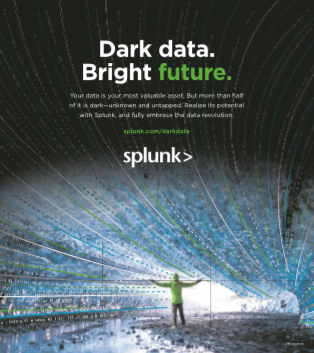 Dark data.
Bright future.
Your data is your most valuable asset. But more than half
of it is dark—unknown and untapped. Realize its potential
with Splunk, and fully embrace the data revolution.
splunk.com/darkdata
splunk>